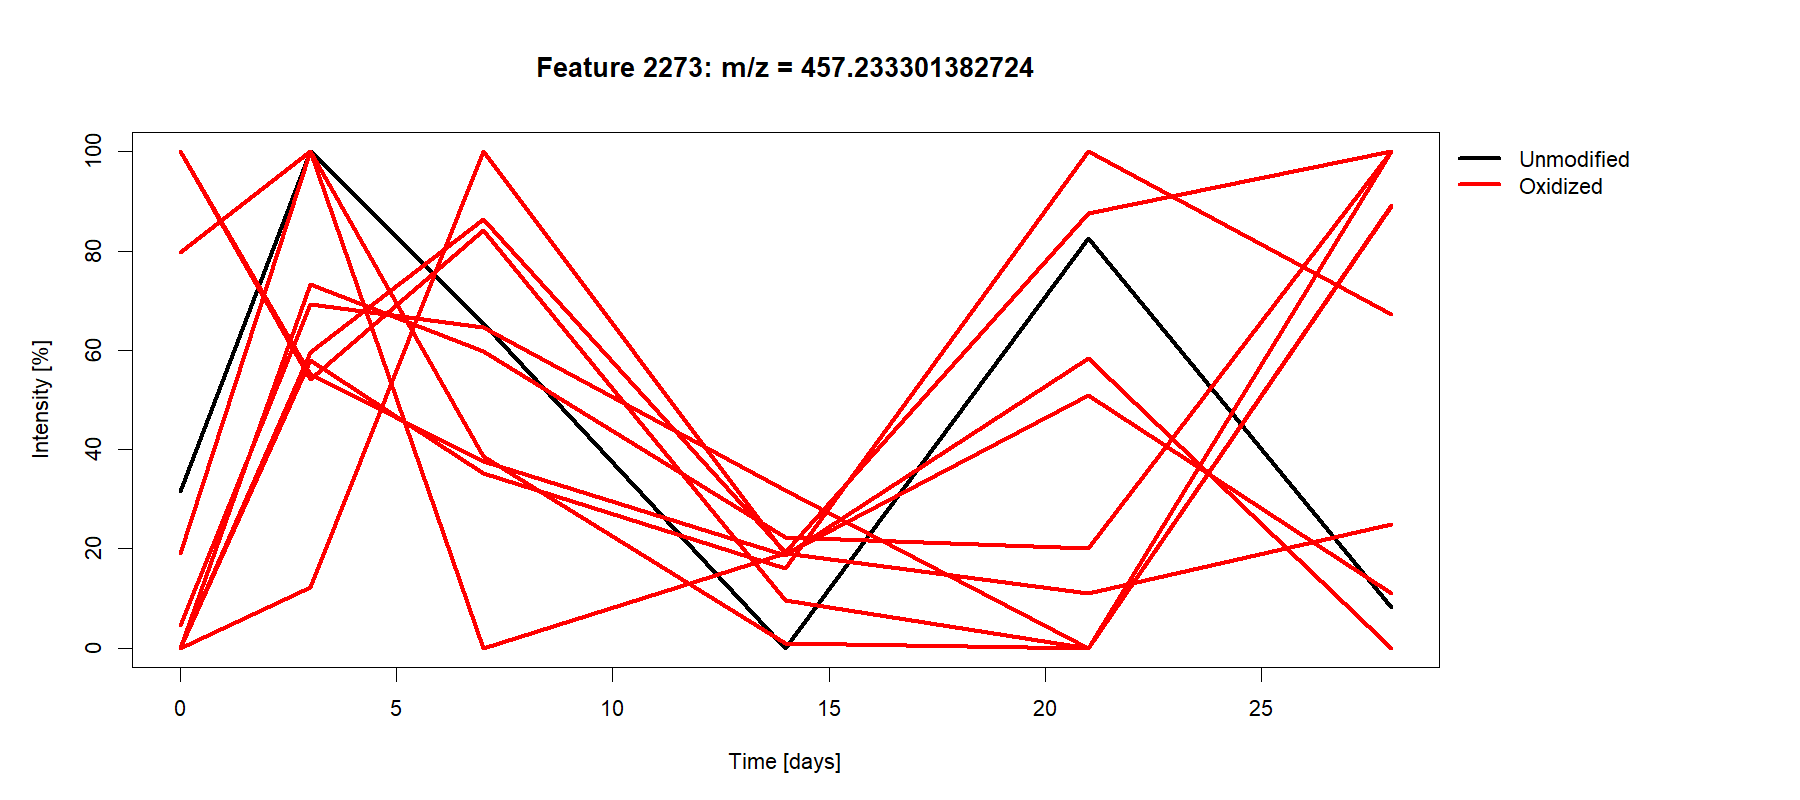 Feature 2273: m/z = 457.233301382724
Unmodified
Oxidized
Intensity [%]
100
80
60
40
20
0
0 5 10 15 20 25
Time [days]